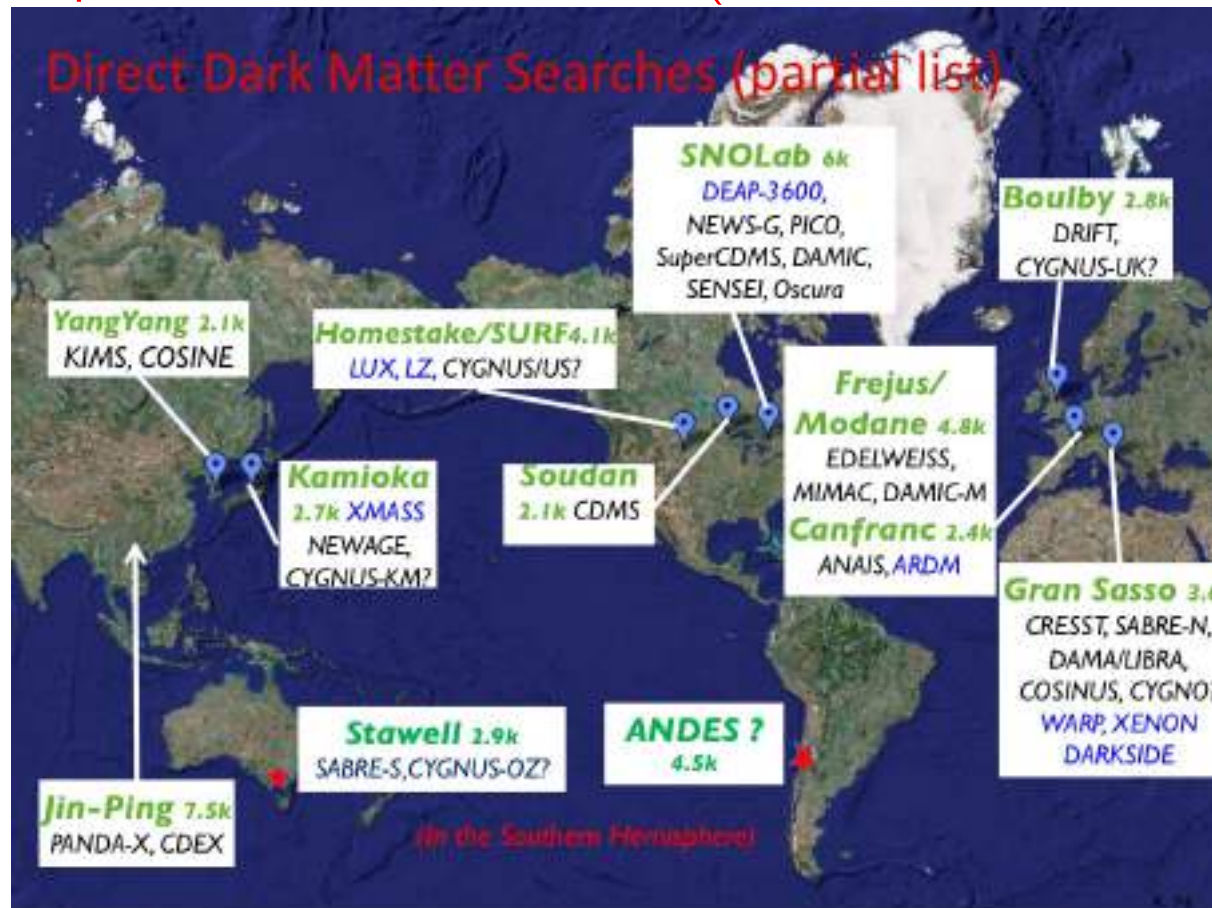 Direct Dark Matter Searches (partial list)
SNOLab 6k
DEAP-3600,
NEWS-G, PICO,
SuperCDMS, DAMIC,
SENSEI, Oscura
Boulby 2.8k
DRIFT,
CYGNUS-UK?
YangYang 2.1k
KIMS, COSINE
Homestake/SURF4.1k
LUX, LZ, CYGNUS/US?
Frejus/
Modane 4.8k
EDELWEISS,
MIMAC, DAMIC-M
Canfranc 2.4k
ANAIS, ARDM
Kamioka
2.7k XMASS
NEWAGE,
CYGNUS-KM?
Soudan
2.1k CDMS
Gran Sasso
CRESST, SABRE-N,
DAMA/LIBRA,
COSINUS, CYGNO?
WARP, XENON
DARKSIDE
Stawell 2.9k
SABRE-S,CYGNUS-OZ?
ANDES ?
4.5k
Jin-Ping 7.5k
PANDA-X, CDEX
(in the Southern Hemisphere)